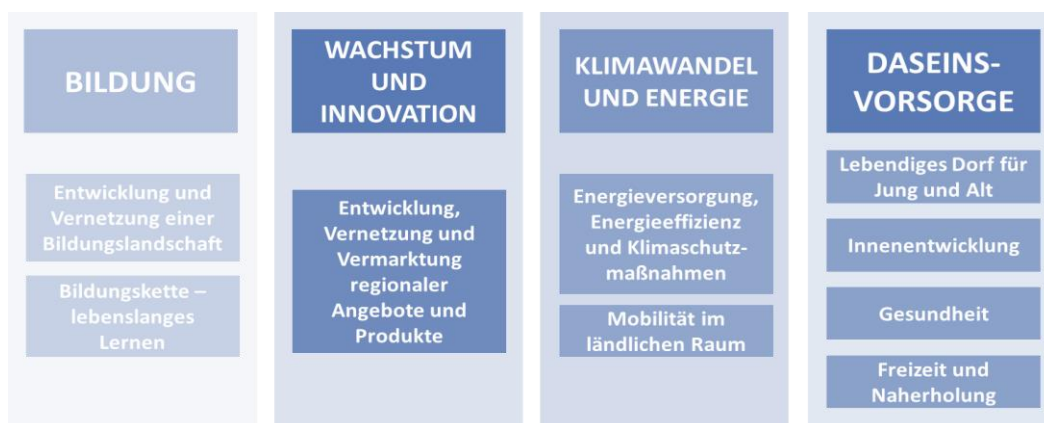 BILDUNG
Entwicklung und
Vernetzung einer
Bildungslandschaft
Bildungskette –
lebenslanges
Lernen
WACHSTUM
UND
INNOVATION
Entwicklung,
Vernetzung und
Vermarktung
regionaler
Angebote und
Produkte
KLIMAWANDEL
UND ENERGIE
Energieversorgung,
Energieeffizienz
und Klimaschutz-
maßnahmen
Mobilität im
ländlichen Raum
DASEINS-
VORSORGE
Lebendiges Dorf für
Jung und Alt
Innenentwicklung
Gesundheit
Freizeit und
Naherholung